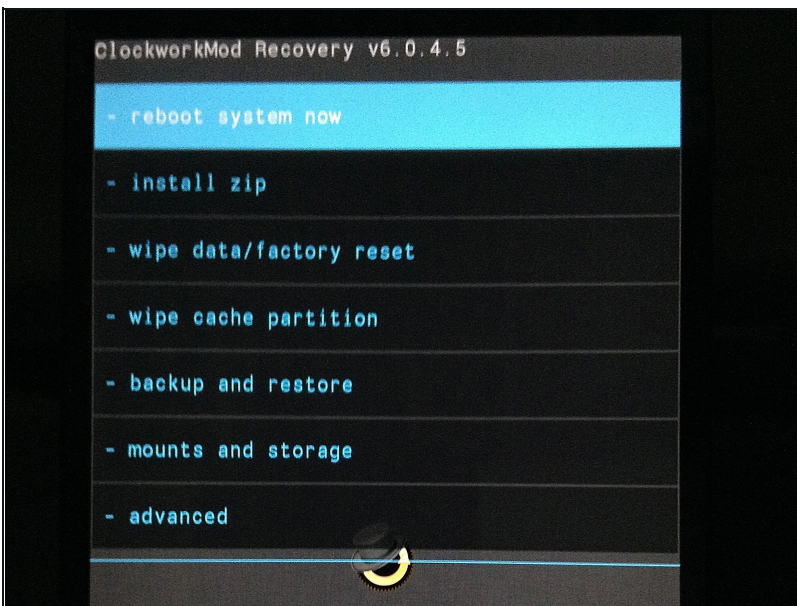 ClockworkMod Recovery v6.0.4.5
- reboot system now
- install zip
- wipe data/factory reset
- wipe cache partition
- backup and restore
- mounts and storage
- advanced